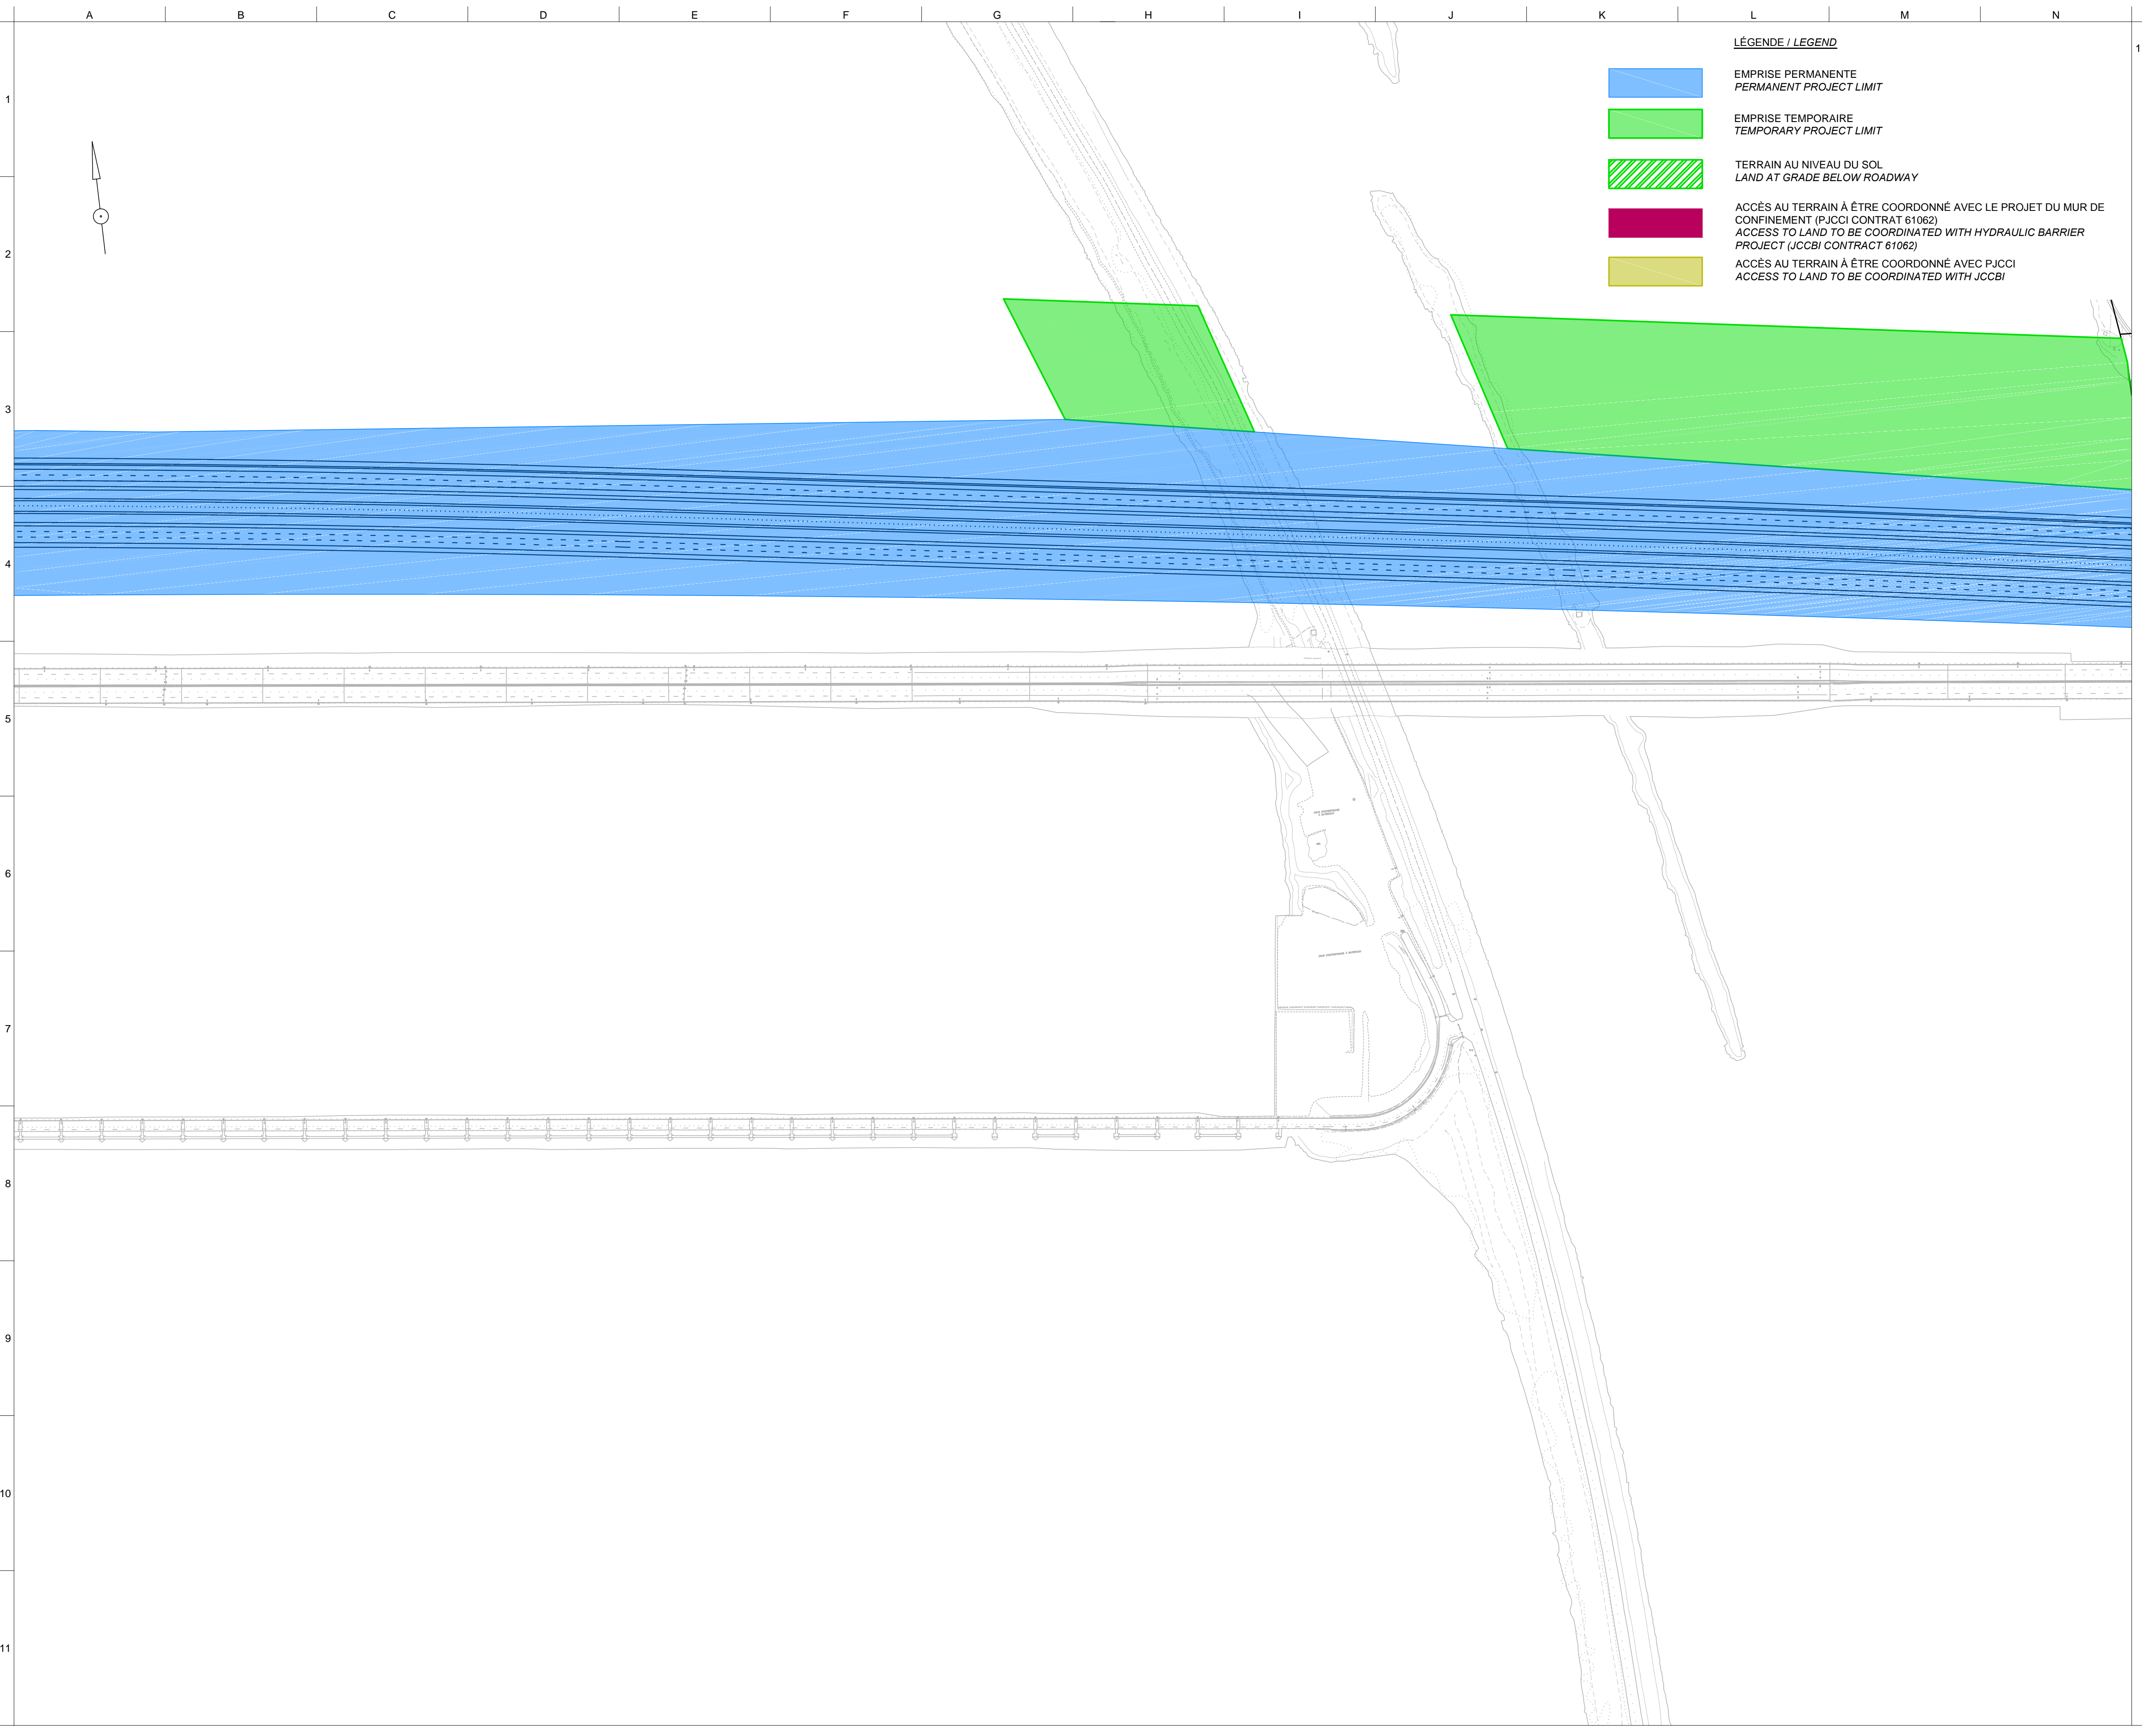 A B C D E F G H I J K L M N
LÉGENDE / LEGEND
EMPRISE PERMANENTE
PERMANENT PROJECT LIMIT
EMPRISE TEMPORAIRE
TEMPORARY PROJECT LIMIT
TERRAIN AU NIVEAU DU SOL
LAND AT GRADE BELOW ROADWAY
ACCÈS AU TERRAIN À ÊTRE COORDONNÉ AVEC LE PROJET DU MUR DE
CONFINEMENT (PJCCI CONTRAT 61062)
ACCESS TO LAND TO BE COORDINATED WITH HYDRAULIC BARRIER
PROJECT (JCCBI CONTRACT 61062)
ACCÈS AU TERRAIN À ÊTRE COORDONNÉ AVEC PJCCI
ACCESS TO LAND TO BE COORDINATED WITH JCCBI
1
1
2
3
4
5
6
7
8
9
10
11